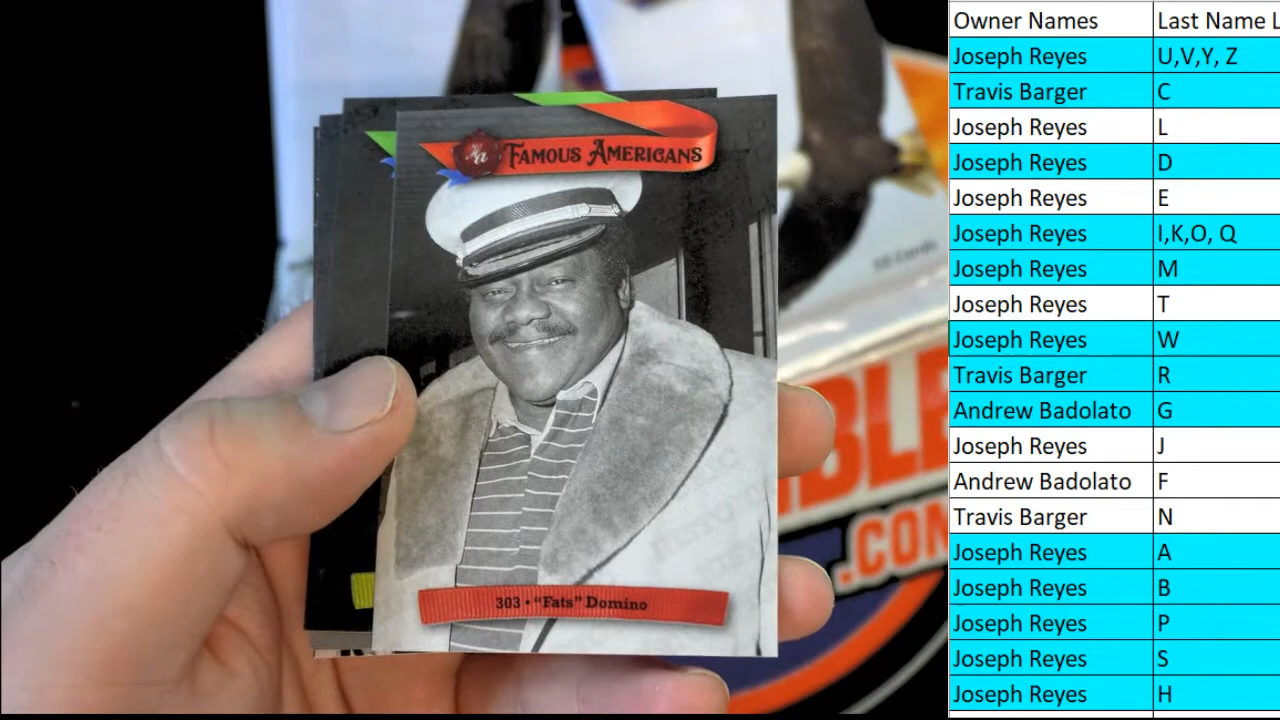 FAMOUS AMERICANS
303 • "Fats" Domino
.CON
Owner Names Last Name L
Joseph Reyes U,V,Y, Z
Travis Barger C
Joseph Reyes L
Joseph Reyes D
Joseph Reyes E
Joseph Reyes I,K,O, Q
Joseph Reyes M
Joseph Reyes T
Joseph Reyes W
Travis Barger R
Andrew Badolato G
Joseph Reyes J
Andrew Badolato F
Travis Barger N
Joseph Reyes A
Joseph Reyes B
Joseph Reyes P
Joseph Reyes S
Joseph Reyes H